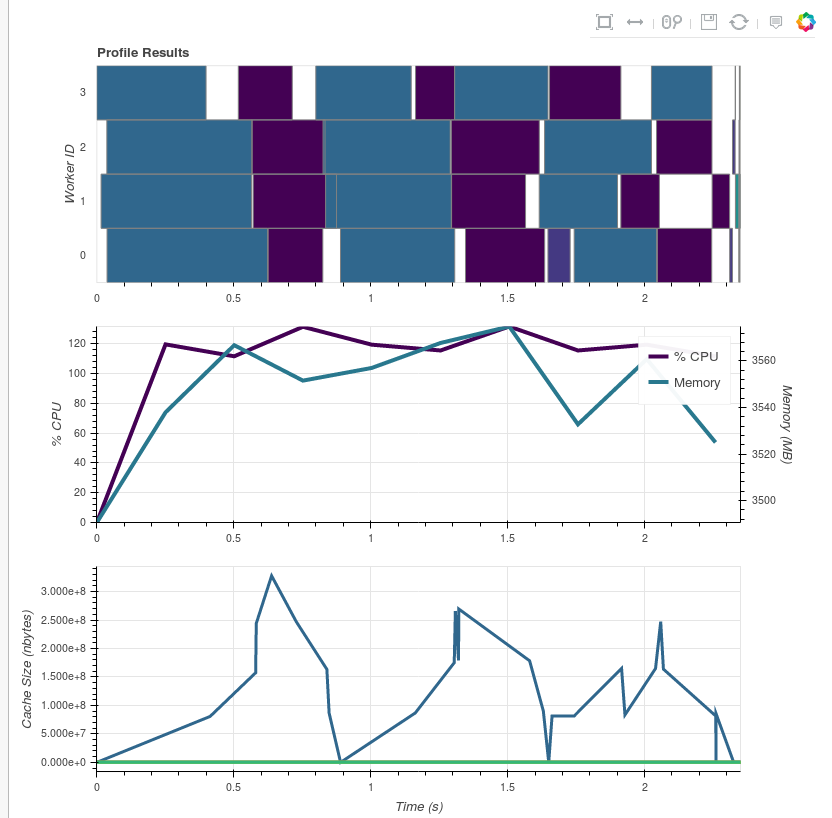 Profile Results
Worker ID
3
2
1
0
0 0.5 1 1.5 2
% CPU
120
100
80
60
40
20
0
% CPU
Memory
3560
3540
3520
3500
Memory (MB)
0 0.5 1 1.5 2
Cache Size (nbytes)
3.000e+8
2.500e+8
2.000e+8
1.500e+8
1.000e+8
5.000e+7
0.000e+0
0 0.5 1 1.5 2
Time (s)